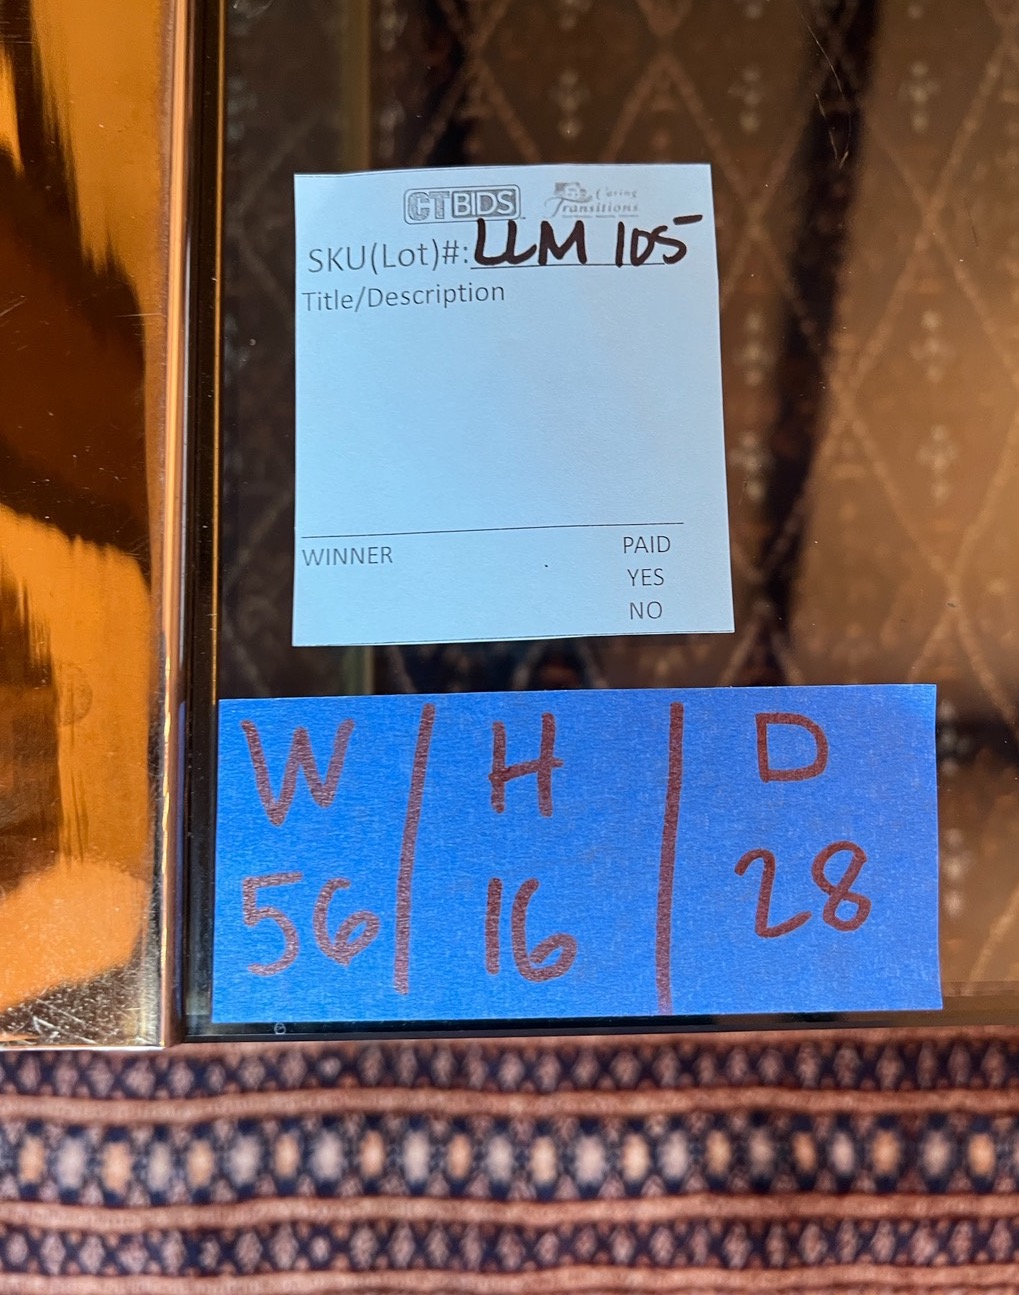 CTBIDS
Caring
Transitions
SKU(Lot)#: LLM 105
Title/Description
WINNER PAID
YES
NO
W / H | D
56 / 16 | 28